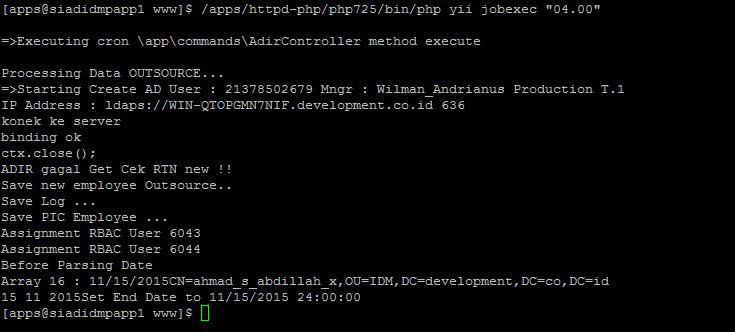 [apps@siadidmpapp1 www]$ /apps/httpd-php/php725/bin/php yii jobexec "04.00"
=>Executing cron \app\commands\AdirController method execute
Processing Data OUTSOURCE...
=>Starting Create AD User : 21378502679 Mngr : Wilman_Andrianus Production T.1
IP Address : ldaps://WIN-QTOPGMN7NIF.development.co.id 636
konek ke server
binding ok
ctx.close();
ADIR gagal Get Cek RTN new !!
Save new employee Outsource..
Save Log ...
Save PIC Employee ...
Assignment RBAC User 6043
Assignment RBAC User 6044
Before Parsing Date
Array 16 : 11/15/2015CN=ahmad_s_abdillah_x,OU=IDM,DC=development,DC=co,DC=id
15 11 2015Set End Date to 11/15/2015 24:00:00
[apps@siadidmpapp1 www]$